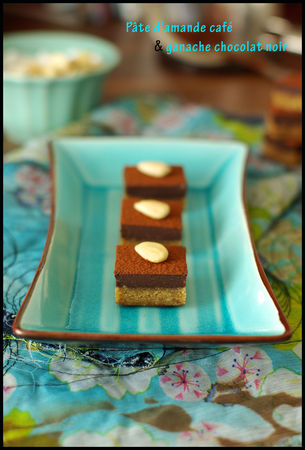 Pâte d'amande café
& ganache chocolat noir